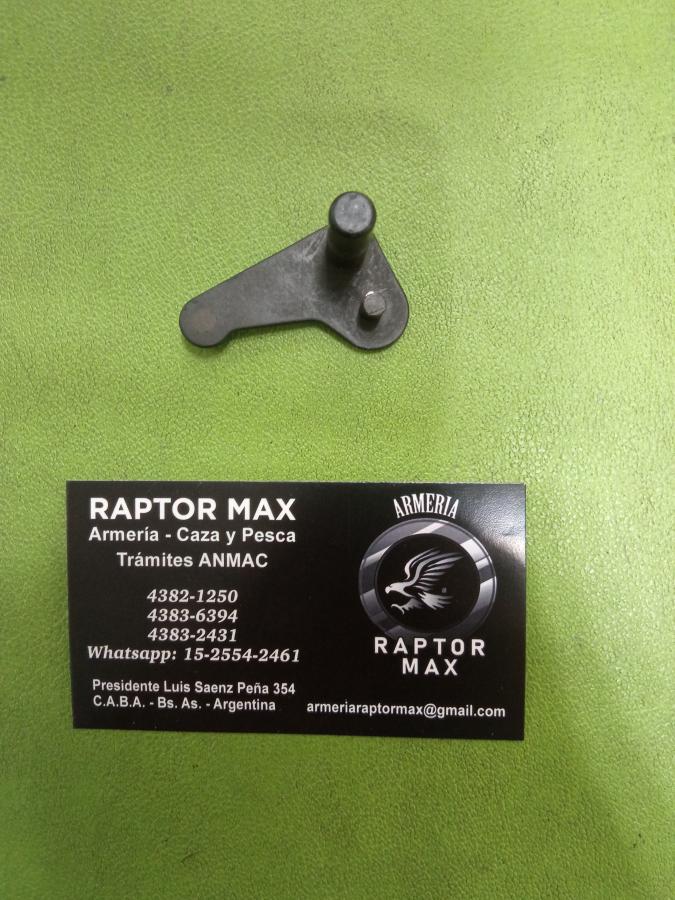 RAPTOR MAX
Armería - Caza y Pesca
Trámites ANMAC
4382-1250
4383-6394
4383-2431
Whatsapp: 15-2554-2461
Presidente Luis Saenz Peña 354
C.A.B.A. - Bs. As. - Argentina
ARMERIA
RAPTOR
MAX
armeriaraptormax@gmail.com